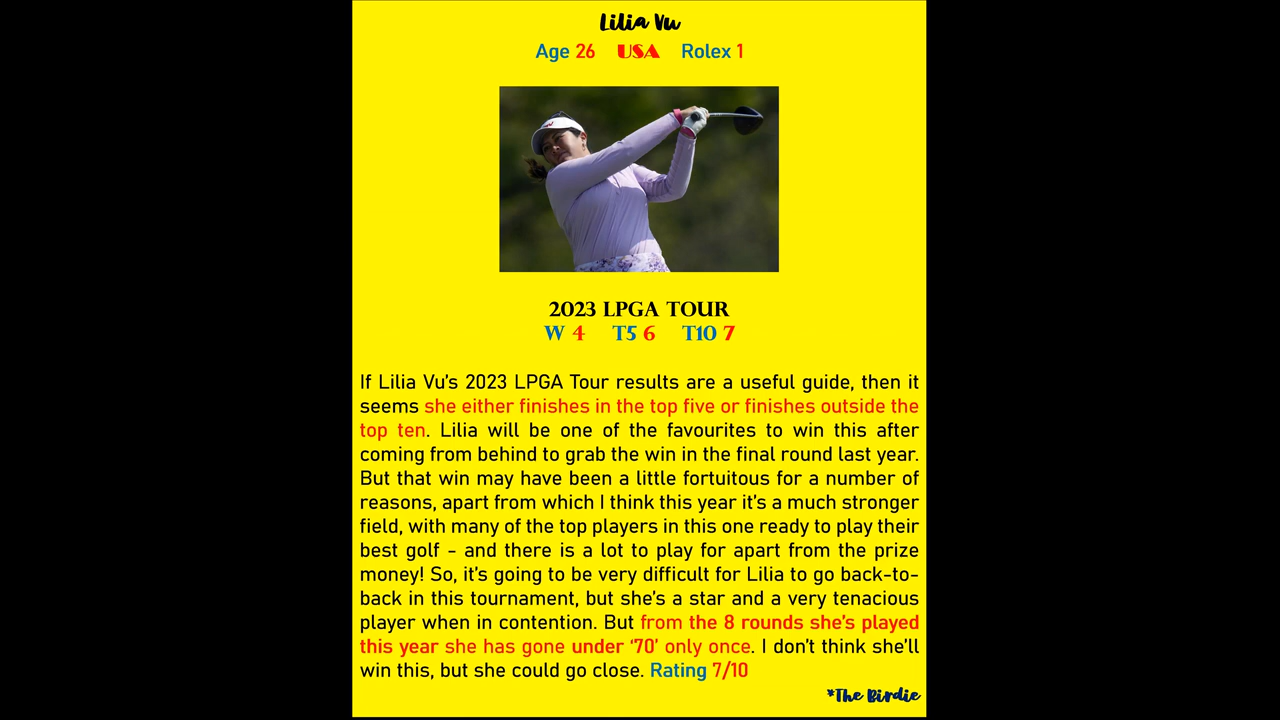 Lilia Vu
Age 26 USA Rolex 1
2023 LPGA TOUR
W 4 T5 6 T10 7
If Lilia Vu's 2023 LPGA Tour results are a useful guide, then it
seems she either finishes in the top five or finishes outside the
top ten. Lilia will be one of the favourites to win this after
coming from behind to grab the win in the final round last year.
But that win may have been a little fortuitous for a number of
reasons, apart from which I think this year it's a much stronger
field, with many of the top players in this one ready to play their
best golf - and there is a lot to play for apart from the prize
money! So, it's going to be very difficult for Lilia to go back-to-
back in this tournament, but she's a star and a very tenacious
player when in contention. But from the 8 rounds she's played
this year she has gone under '70' only once. I don't think she'll
win this, but she could go close. Rating 7/10
*The Birdie